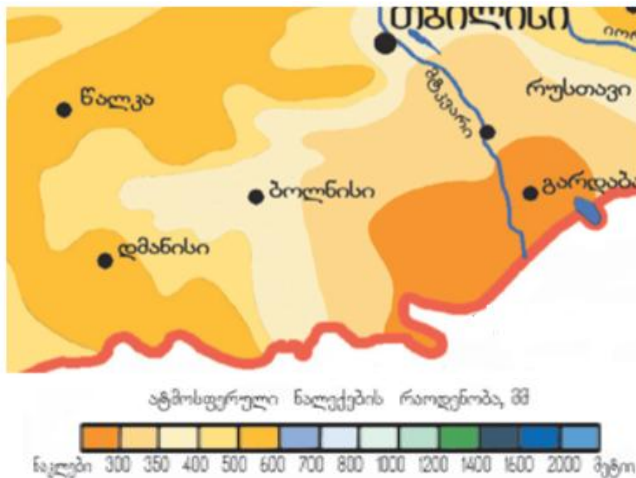 თბილისი
წალკა
მტკვარი
რუსთავი
ბოლნისი
გარდაბა
დმანისი
ატმოსფერული ნალექების რაოდენობა, მმ
ნაკლები 300 350 400 500 600 700 800 1000 1200 1400 1600 2000 მეტი